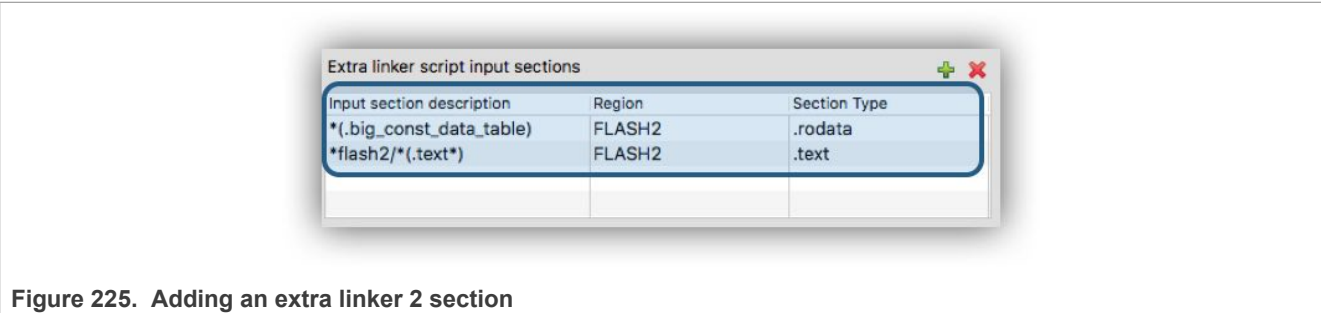 Extra linker script input sections
Input section description Region Section Type
*(.big_const_data_table) FLASH2 .rodata
*flash2/*(.text*) FLASH2 .text
Figure 225. Adding an extra linker 2 section